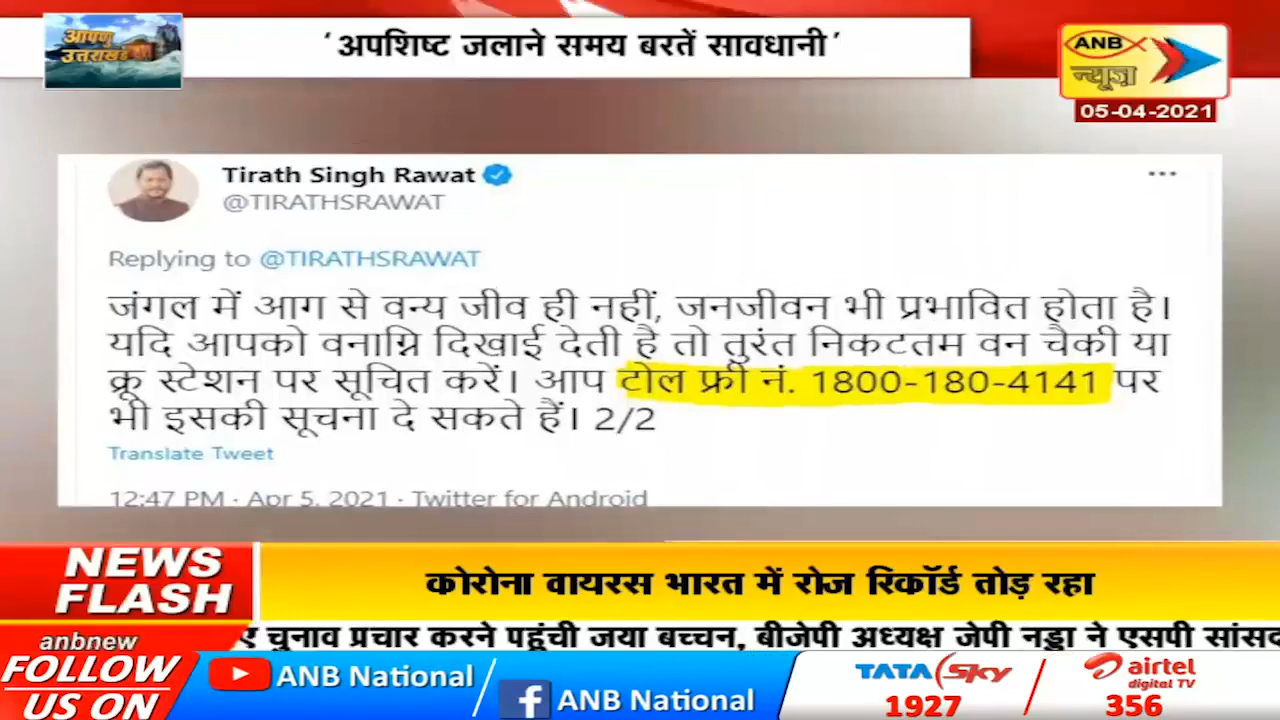 आपणु
उत्तराखंड
‘अपशिष्ट जलाने समय बरतें सावधानी’
ANB
न्यूज़
05-04-2021
Tirath Singh Rawat
@TIRATHSRAWAT
Replying to @TIRATHSRAWAT
जंगल में आग से वन्य जीव ही नहीं, जनजीवन भी प्रभावित होता है।
यदि आपको वनाग्नि दिखाई देती है तो तुरंत निकटतम वन चैकी या
क्रू स्टेशन पर सूचित करें। आप टोल फ्री नं. 1800-180-4141 पर
भी इसकी सूचना दे सकते हैं। 2/2
Translate Tweet
12:47 PM · Apr 5, 2021 · Twitter for Android
NEWS
FLASH
कोरोना वायरस भारत में रोज रिकॉर्ड तोड़ रहा
चुनाव प्रचार करने पहूंची जया बच्चन, बीजेपी अध्यक्ष जेपी नड्डा ने एसपी सांसद
anbnew
FOLLOW
US ON
ANB National
ANB National
TATA Sky
1927
airtel
digital TV
356